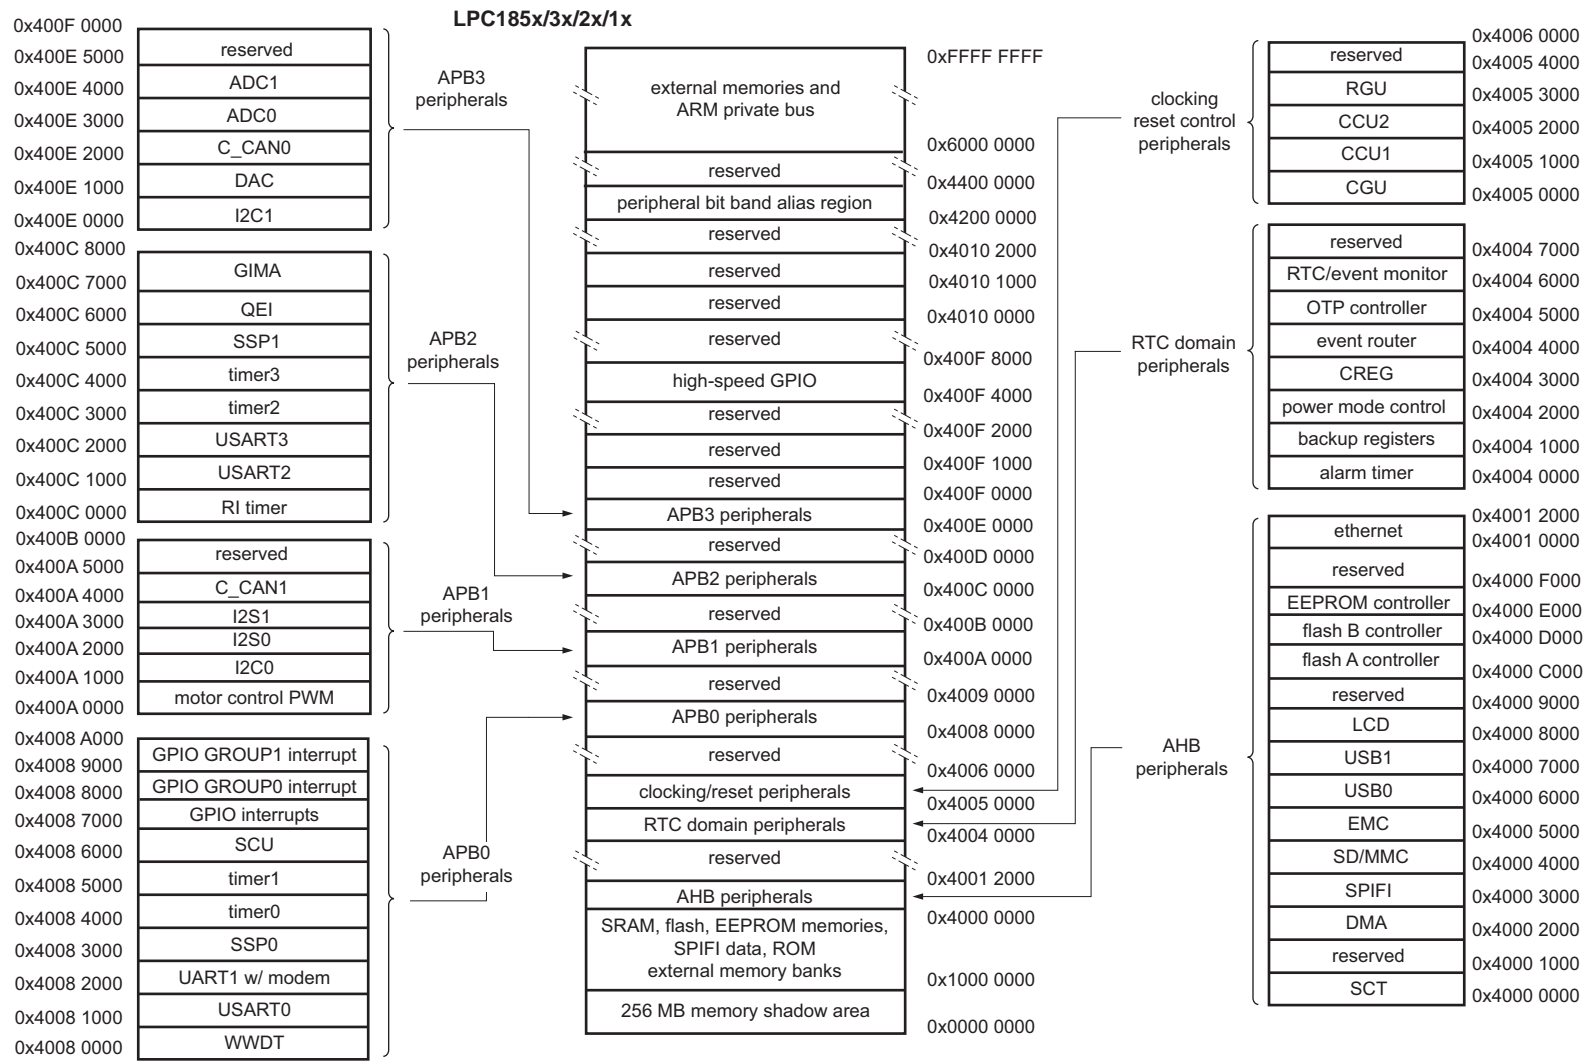 LPC185x/3x/2x/1x
0x400F 0000
reserved
0x400E 5000
ADC1
0x400E 4000
ADC0
0x400E 3000
C_CAN0
0x400E 2000
DAC
0x400E 1000
I2C1
0x400E 0000
APB3
peripherals
0x400C 8000
GIMA
0x400C 7000
QEI
0x400C 6000
SSP1
0x400C 5000
timer3
0x400C 4000
timer2
0x400C 3000
USART3
0x400C 2000
USART2
0x400C 1000
RI timer
0x400C 0000
APB2
peripherals
0x400B 0000
reserved
0x400A 5000
C_CAN1
0x400A 4000
I2S1
0x400A 3000
I2S0
0x400A 2000
I2C0
0x400A 1000
motor control PWM
0x400A 0000
APB1
peripherals
0x4008 A000
GPIO GROUP1 interrupt
0x4008 9000
GPIO GROUP0 interrupt
0x4008 8000
GPIO interrupts
0x4008 7000
SCU
0x4008 6000
timer1
0x4008 5000
timer0
0x4008 4000
SSP0
0x4008 3000
UART1 w/ modem
0x4008 2000
USART0
0x4008 1000
WWDT
0x4008 0000
APB0
peripherals
0xFFFF FFFF
external memories and
ARM private bus
0x6000 0000
reserved
0x4400 0000
peripheral bit band alias region
0x4200 0000
reserved
0x4010 2000
reserved
0x4010 1000
reserved
0x4010 0000
reserved
0x400F 8000
high-speed GPIO
0x400F 4000
reserved
0x400F 2000
reserved
0x400F 1000
reserved
0x400F 0000
APB3 peripherals
0x400E 0000
reserved
0x400D 0000
APB2 peripherals
0x400C 0000
reserved
0x400B 0000
APB1 peripherals
0x400A 0000
reserved
0x4009 0000
APB0 peripherals
0x4008 0000
reserved
0x4006 0000
clocking/reset peripherals
0x4005 0000
RTC domain peripherals
0x4004 0000
reserved
0x4001 2000
AHB peripherals
0x4000 0000
SRAM, flash, EEPROM memories,
SPIFI data, ROM
external memory banks
0x1000 0000
256 MB memory shadow area
0x0000 0000
clocking
reset control
peripherals
0x4006 0000
reserved
0x4005 4000
RGU
0x4005 3000
CCU2
0x4005 2000
CCU1
0x4005 1000
CGU
0x4005 0000
RTC domain
peripherals
reserved
0x4004 7000
RTC/event monitor
0x4004 6000
OTP controller
0x4004 5000
event router
0x4004 4000
CREG
0x4004 3000
power mode control
0x4004 2000
backup registers
0x4004 1000
alarm timer
0x4004 0000
AHB
peripherals
0x4001 2000
ethernet
0x4001 0000
reserved
0x4000 F000
EEPROM controller
0x4000 E000
flash B controller
0x4000 D000
flash A controller
0x4000 C000
reserved
0x4000 9000
LCD
0x4000 8000
USB1
0x4000 7000
USB0
0x4000 6000
EMC
0x4000 5000
SD/MMC
0x4000 4000
SPIFI
0x4000 3000
DMA
0x4000 2000
reserved
0x4000 1000
SCT
0x4000 0000